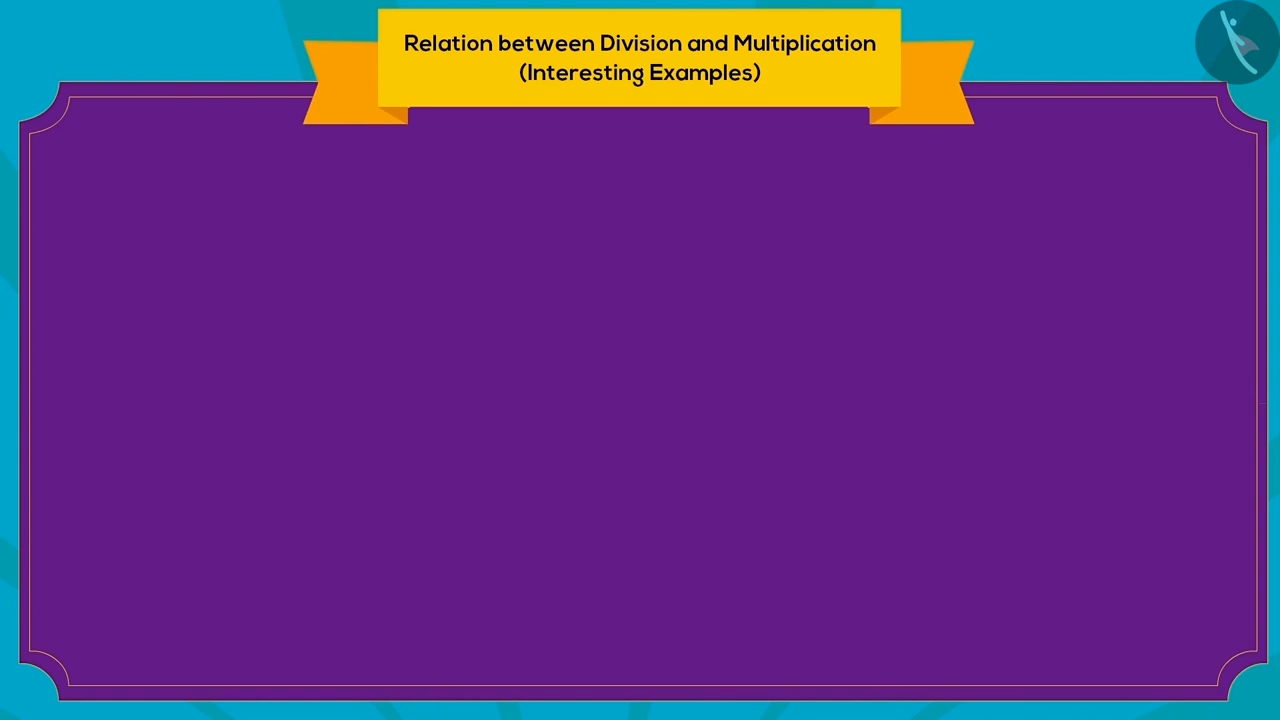 Relation between Division and Multiplication
(Interesting Examples)